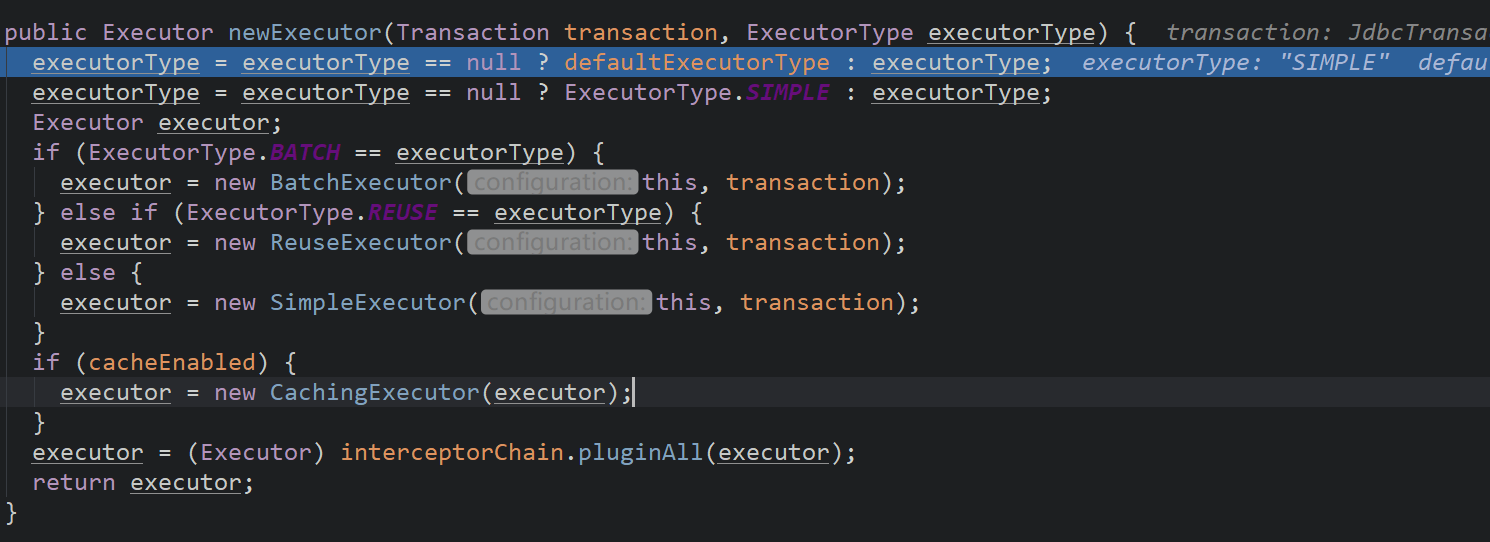 public Executor newExecutor(Transaction transaction, ExecutorType executorType) {  transaction: JdbcTransa
executorType = executorType == null ? defaultExecutorType : executorType;  executorType: "SIMPLE"  defau
executorType = executorType == null ? ExecutorType.SIMPLE : executorType;
Executor executor;
if (ExecutorType.BATCH == executorType) {
executor = new BatchExecutor( configuration: this, transaction);
} else if (ExecutorType.REUSE == executorType) {
executor = new ReuseExecutor( configuration: this, transaction);
} else {
executor = new SimpleExecutor( configuration: this, transaction);
}
if (cacheEnabled) {
executor = new CachingExecutor(executor);
}
executor = (Executor) interceptorChain.pluginAll(executor);
return executor;
}